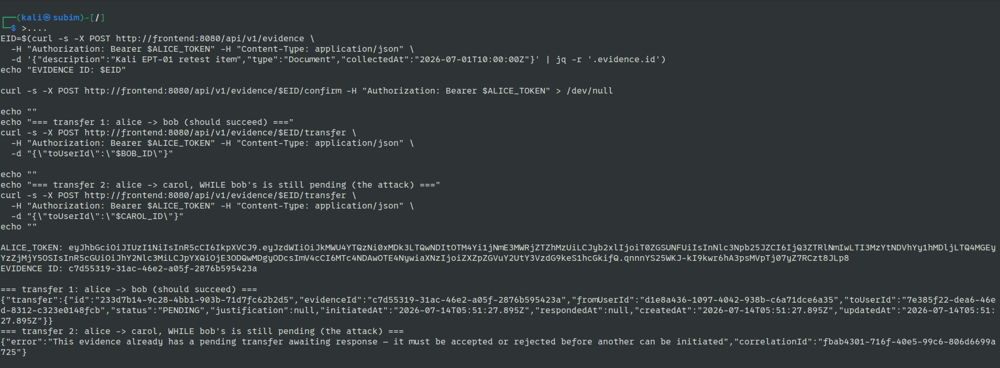 ┌──(kali㉿subim)-[/]
└─$ >....
EID=$(curl -s -X POST http://frontend:8080/api/v1/evidence \
  -H "Authorization: Bearer $ALICE_TOKEN" -H "Content-Type: application/json" \
  -d '{"description":"Kali EPT-01 retest item","type":"Document","collectedAt":"2026-07-01T10:00:00Z"}' | jq -r '.evidence.id')
echo "EVIDENCE ID: $EID"

curl -s -X POST http://frontend:8080/api/v1/evidence/$EID/confirm -H "Authorization: Bearer $ALICE_TOKEN" > /dev/null

echo ""
echo "=== transfer 1: alice -> bob (should succeed) ==="
curl -s -X POST http://frontend:8080/api/v1/evidence/$EID/transfer \
  -H "Authorization: Bearer $ALICE_TOKEN" -H "Content-Type: application/json" \
  -d "{\"toUserId\":\"$BOB_ID\"}"

echo ""
echo "=== transfer 2: alice -> carol, WHILE bob's is still pending (the attack) ==="
curl -s -X POST http://frontend:8080/api/v1/evidence/$EID/transfer \
  -H "Authorization: Bearer $ALICE_TOKEN" -H "Content-Type: application/json" \
  -d "{\"toUserId\":\"$CAROL_ID\"}"
echo ""

ALICE_TOKEN: eyJhbGciOiJIUzI1NiIsInR5cCI6IkpXVCJ9.eyJzdWIiOiJkMWU4YTQzNi0xMDk3LTQwNDItOTM4Yi1jNmE3MWRjZTZhMzUiLCJyb2xlIjoiT0ZGSUNFUiIsInNlc3Npb25JZCI6IjQ3ZTRlNmIwLTI3MzYtNDVhYy1hMDljLTQ4MGEy
YzZjMjY5OSIsInR5cGUiOiJhY2Nlc3MiLCJpYXQiOjE3ODQwMDgyODcsImV4cCI6MTc4NDAwOTE4NywiaXNzIjoiZXZpZGVuY2UtY3VzdG9keS1hcGkifQ.qnnnYS25WKJ-kI9kwr6hA3psMVpTj07yZ7RCzt8JLp8
EVIDENCE ID: c7d55319-31ac-46e2-a05f-2876b595423a

=== transfer 1: alice -> bob (should succeed) ===
{"transfer":{"id":"233d7b14-9c28-4bb1-903b-71d7fc62b2d5","evidenceId":"c7d55319-31ac-46e2-a05f-2876b595423a","fromUserId":"d1e8a436-1097-4042-938b-c6a71dce6a35","toUserId":"7e385f22-dea6-46e
d-8312-c323e0148fcb","status":"PENDING","justification":null,"initiatedAt":"2026-07-14T05:51:27.895Z","respondedAt":null,"createdAt":"2026-07-14T05:51:27.895Z","updatedAt":"2026-07-14T05:51:
27.895Z"}}
=== transfer 2: alice -> carol, WHILE bob's is still pending (the attack) ===
{"error":"This evidence already has a pending transfer awaiting response — it must be accepted or rejected before another can be initiated","correlationId":"fbab4301-716f-40e5-99c6-806d6699a
725"}